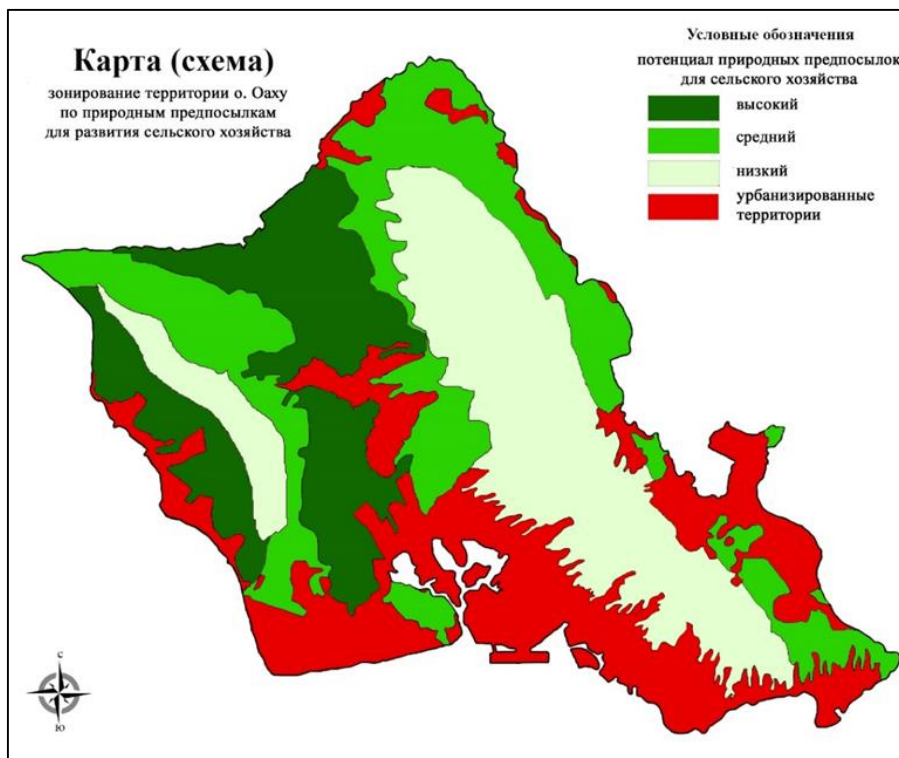 Карта (схема)
зонирование территории о. Оаху
по природным предпосылкам
для развития сельского хозяйства
Условные обозначения
потенциал природных предпосылок
для сельского хозяйства
высокий
средний
низкий
урбанизированные
территории
с
ю